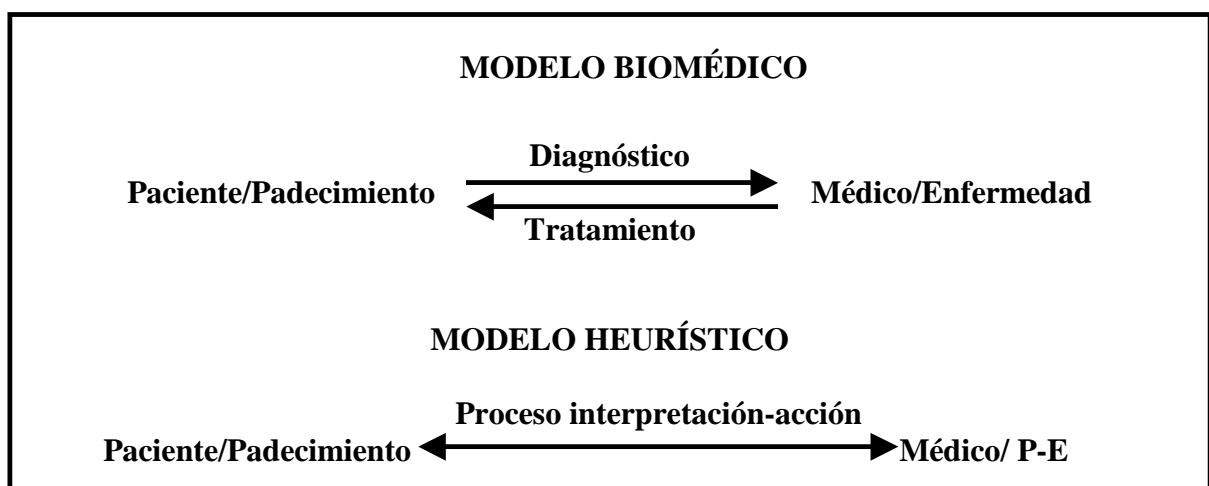 MODELO BIOMÉDICO
Diagnóstico
Paciente/Padecimiento Médico/Enfermedad
Tratamiento
MODELO HEURÍSTICO
Proceso interpretación-acción
Paciente/Padecimiento Médico/ P-E